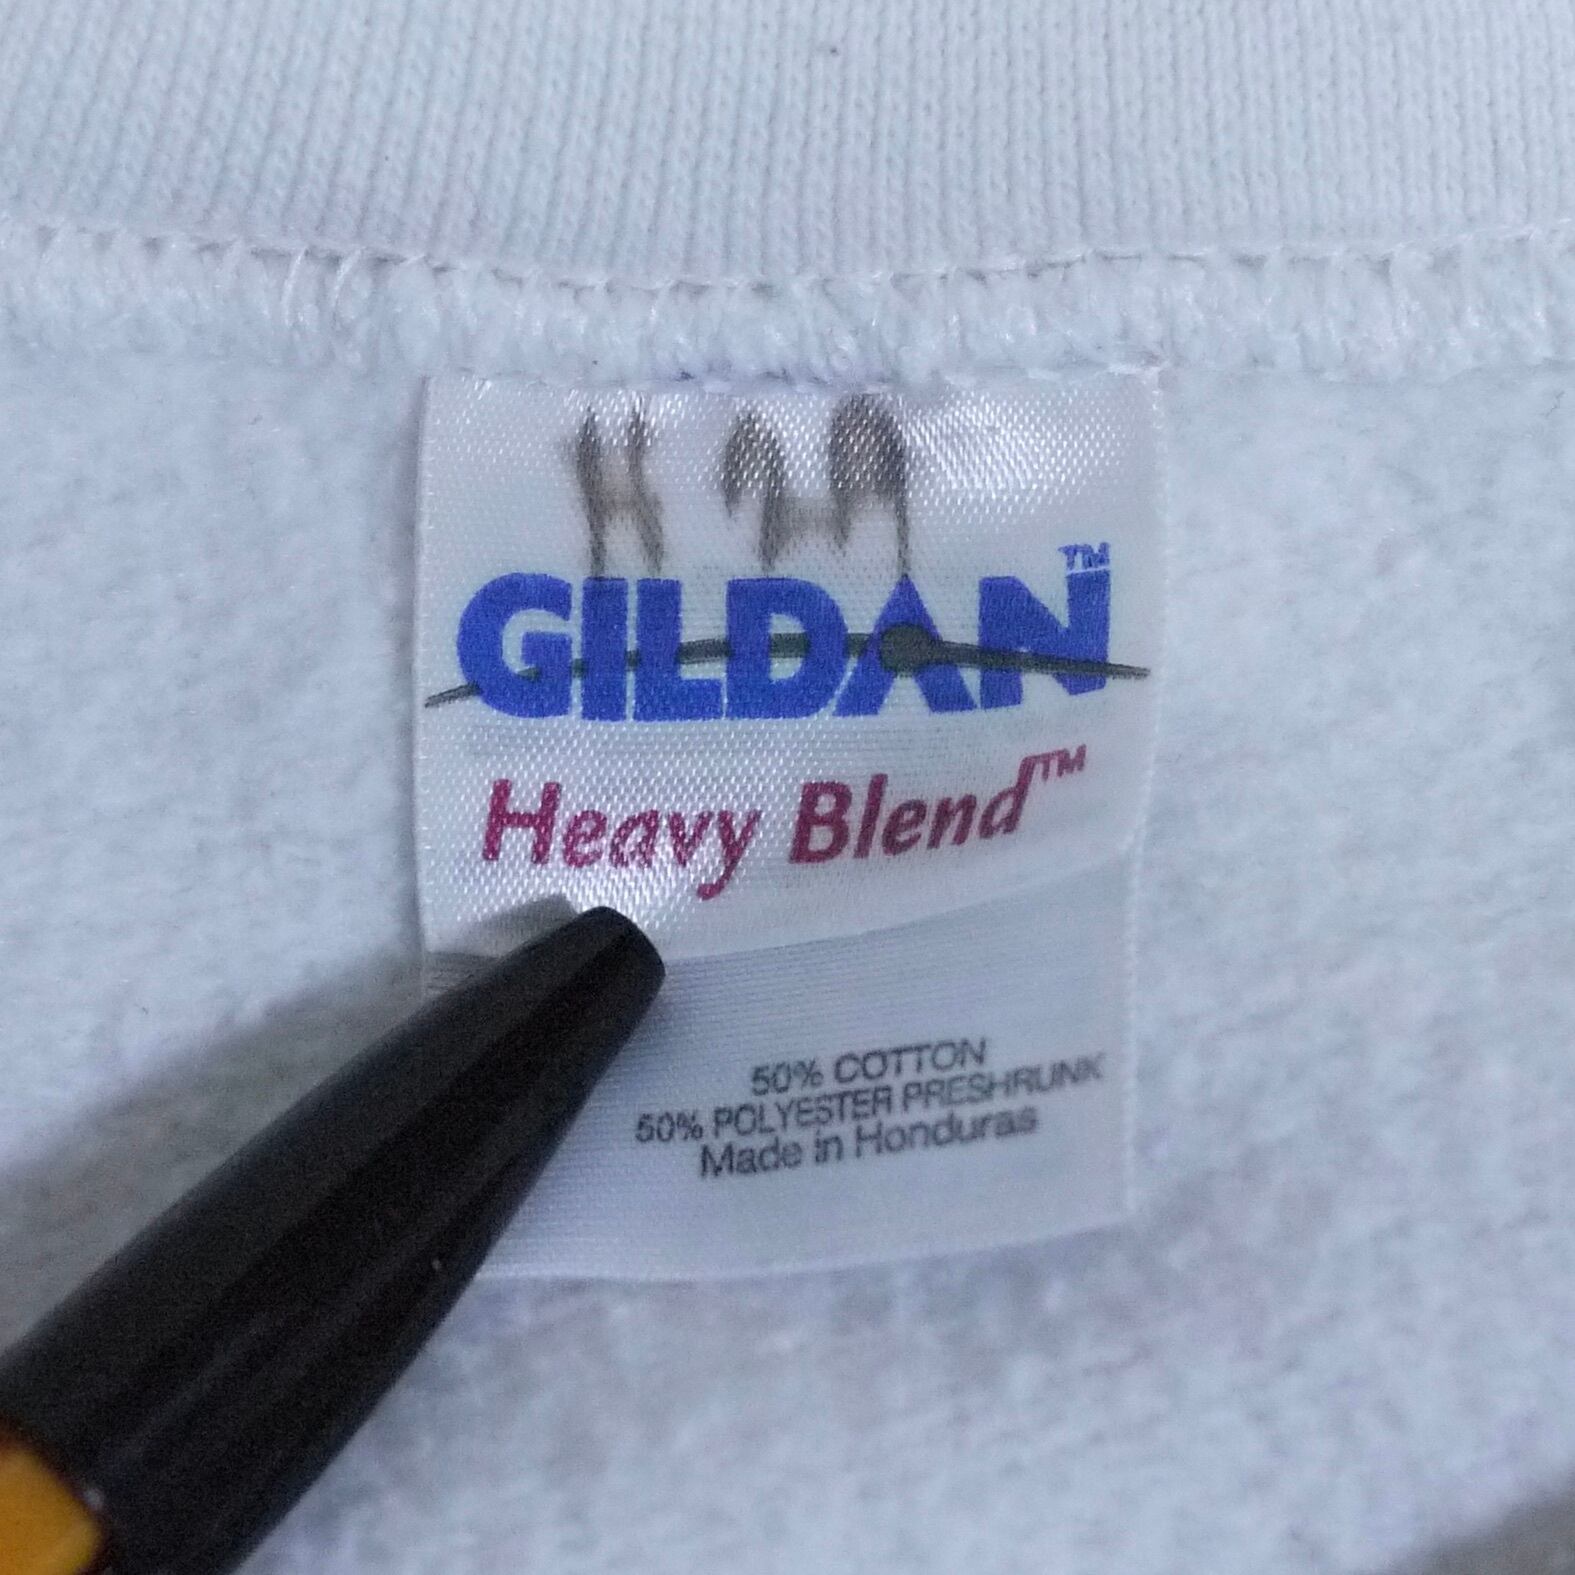 GILDAN™
Heavy Blend™
50% COTTON
50% POLYESTER PRESHRUNK
Made in Honduras